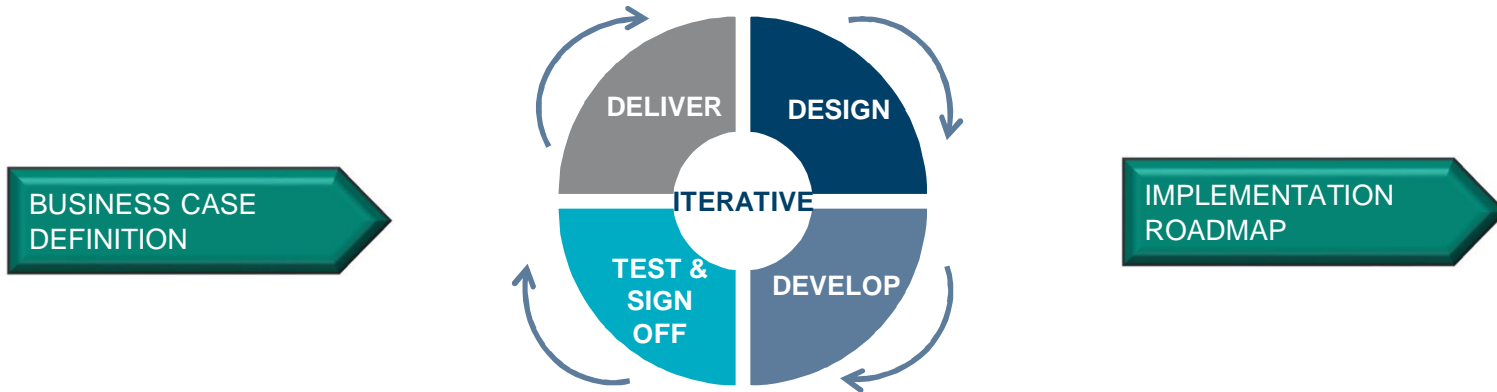 BUSINESS CASE
DEFINITION
DELIVER
DESIGN
ITERATIVE
TEST &
SIGN
OFF
DEVELOP
IMPLEMENTATION
ROADMAP